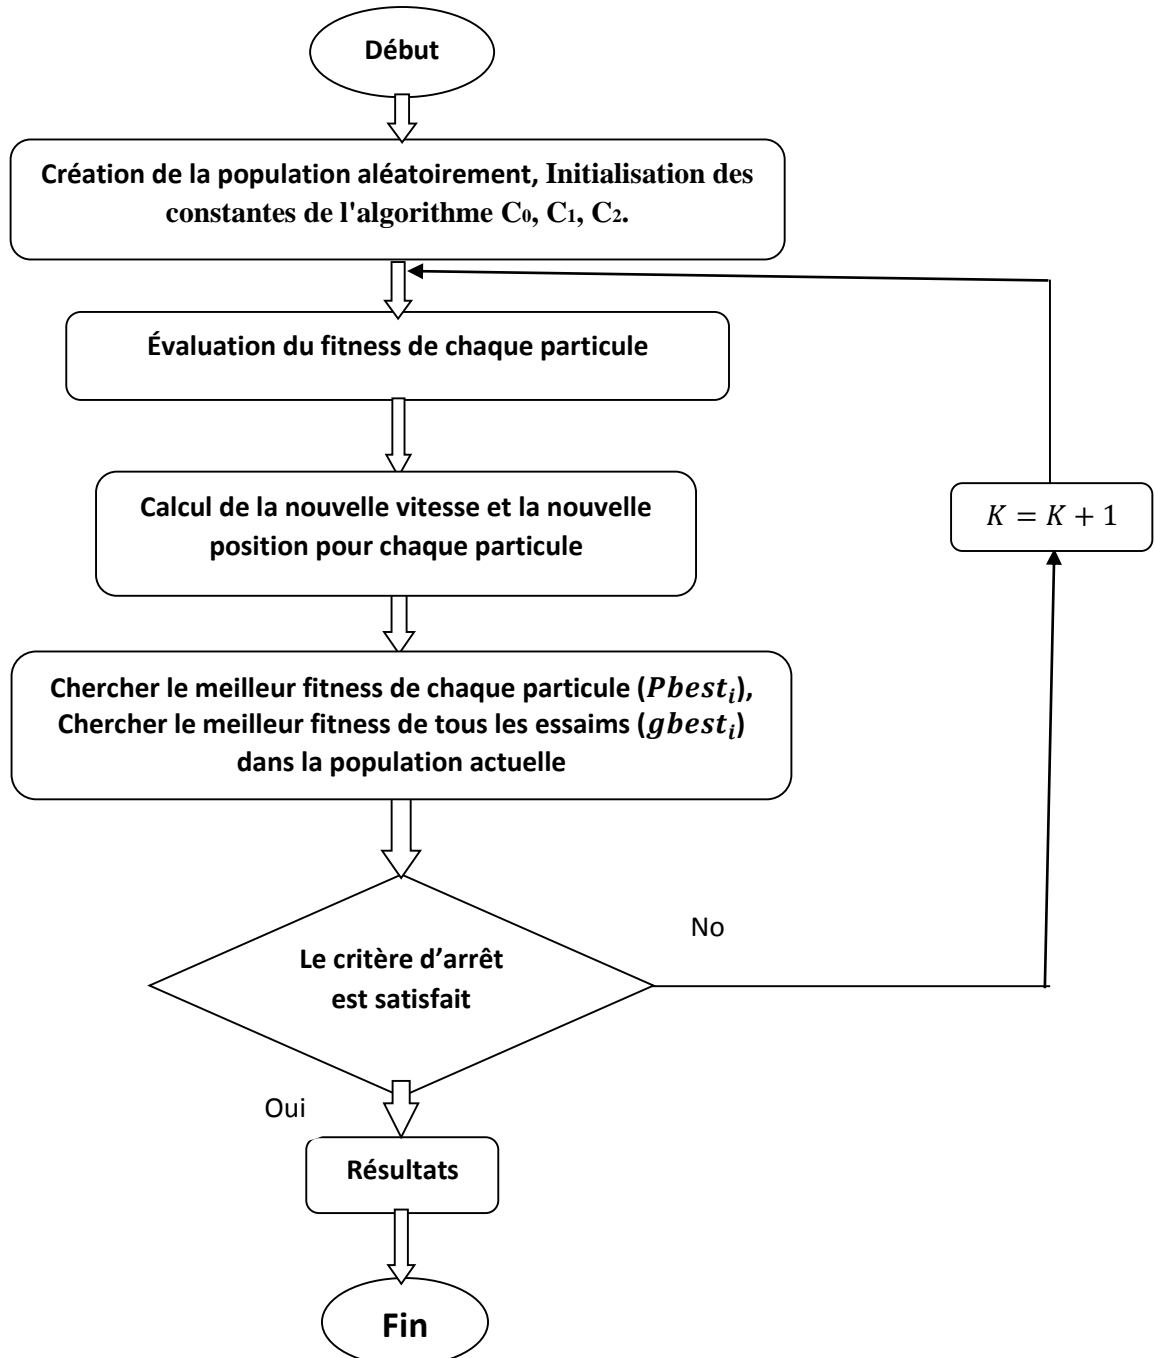 Début
Création de la population aléatoirement, Initialisation des
constantes de l'algorithme C₀, C₁, C₂.
Évaluation du fitness de chaque particule
Calcul de la nouvelle vitesse et la nouvelle
position pour chaque particule
K = K + 1
Chercher le meilleur fitness de chaque particule (Pbestᵢ),
Chercher le meilleur fitness de tous les essaims (gbestᵢ)
dans la population actuelle
No
Le critère d’arrêt
est satisfait
Oui
Résultats
Fin